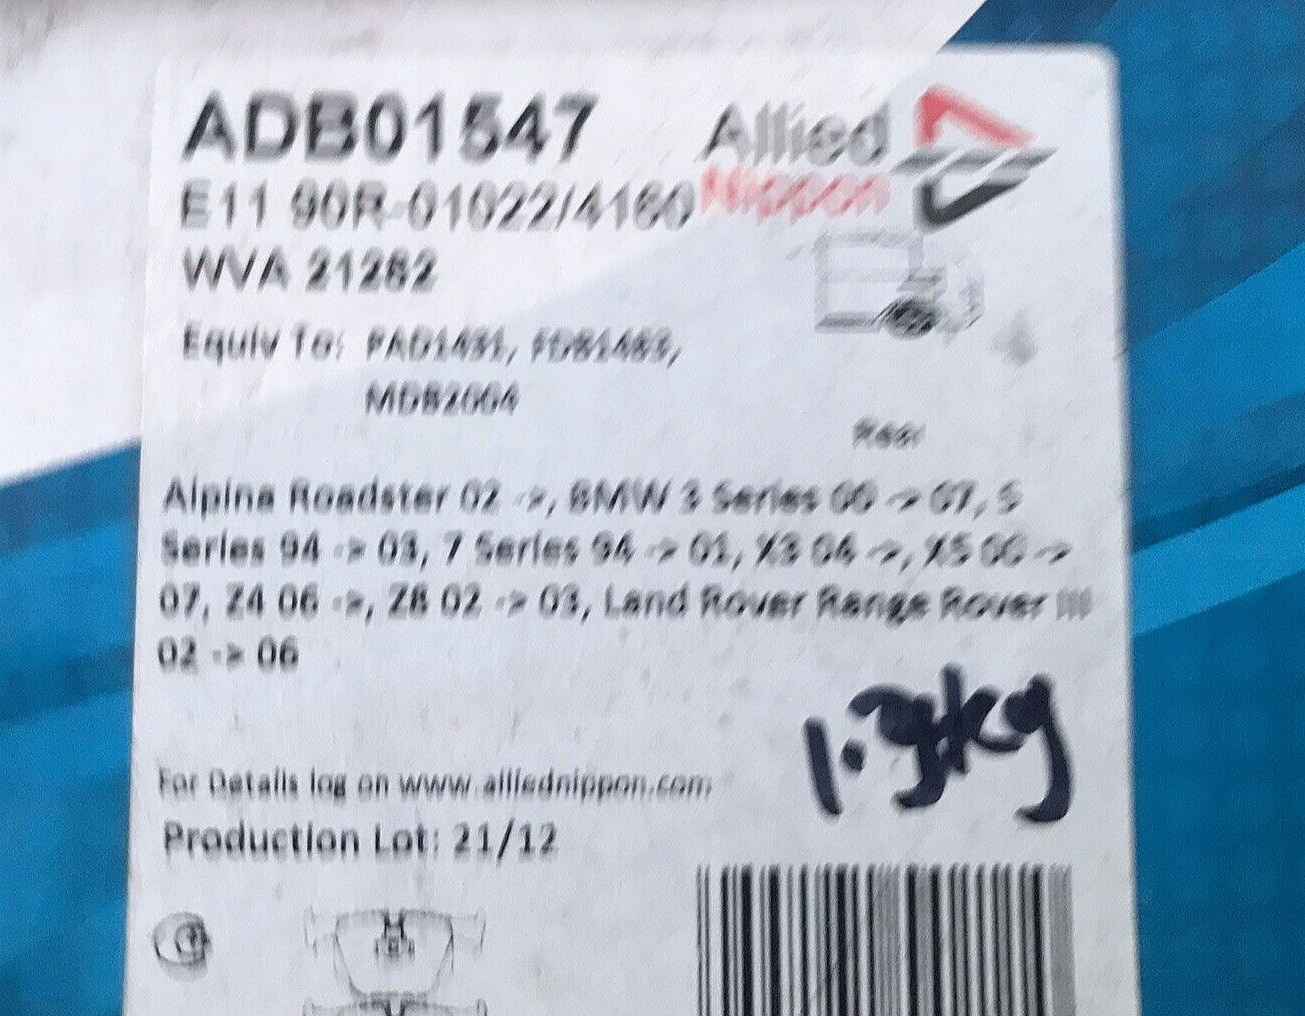 ADB01547
Allied
Nippon
E11 90R-01022/4160
WVA 21282
Equiv To: PAD1431, FDB1483,
MDB2004
Rear
Alpina Roadster 02 ->, BMW 3 Series 00 -> 07, 5
Series 94 -> 03, 7 Series 94 -> 01, X3 04 ->, X5 00 ->
07, Z4 06 ->, Z8 02 -> 03, Land Rover Range Rover III
02 -> 06
1.3kg
For Details log on www.alliednippon.com
Production Lot: 21/12